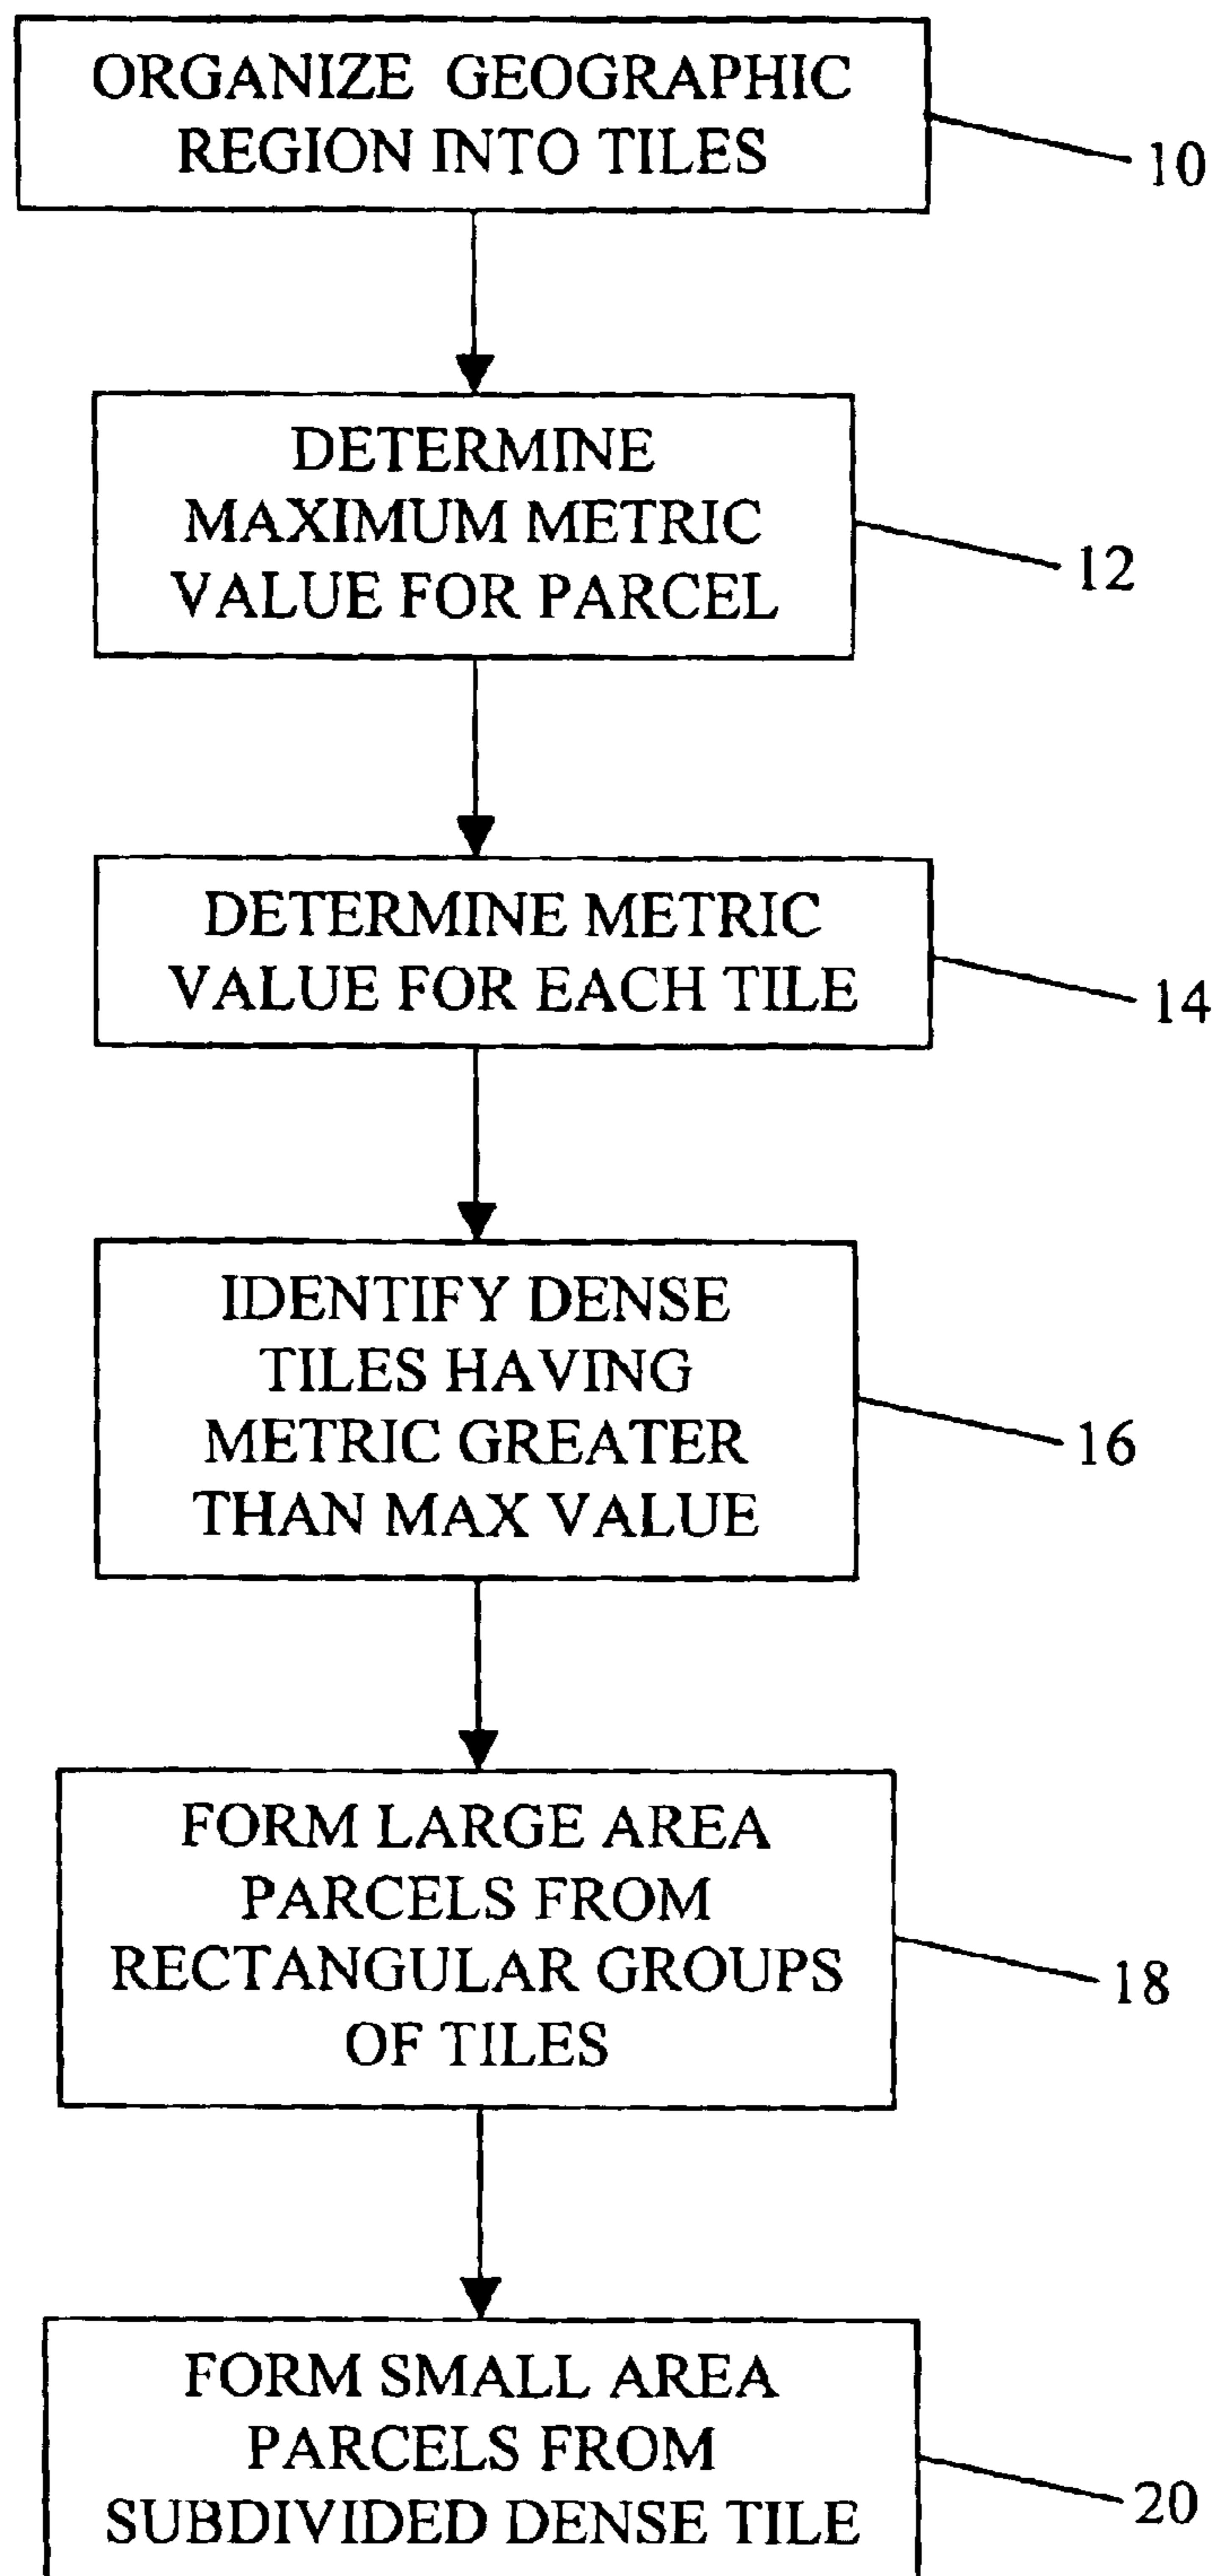 ORGANIZE GEOGRAPHIC
REGION INTO TILES
10
DETERMINE
MAXIMUM METRIC
VALUE FOR PARCEL
12
DETERMINE METRIC
VALUE FOR EACH TILE
14
IDENTIFY DENSE
TILES HAVING
METRIC GREATER
THAN MAX VALUE
16
FORM LARGE AREA
PARCELS FROM
RECTANGULAR GROUPS
OF TILES
18
FORM SMALL AREA
PARCELS FROM
SUBDIVIDED DENSE TILE
20